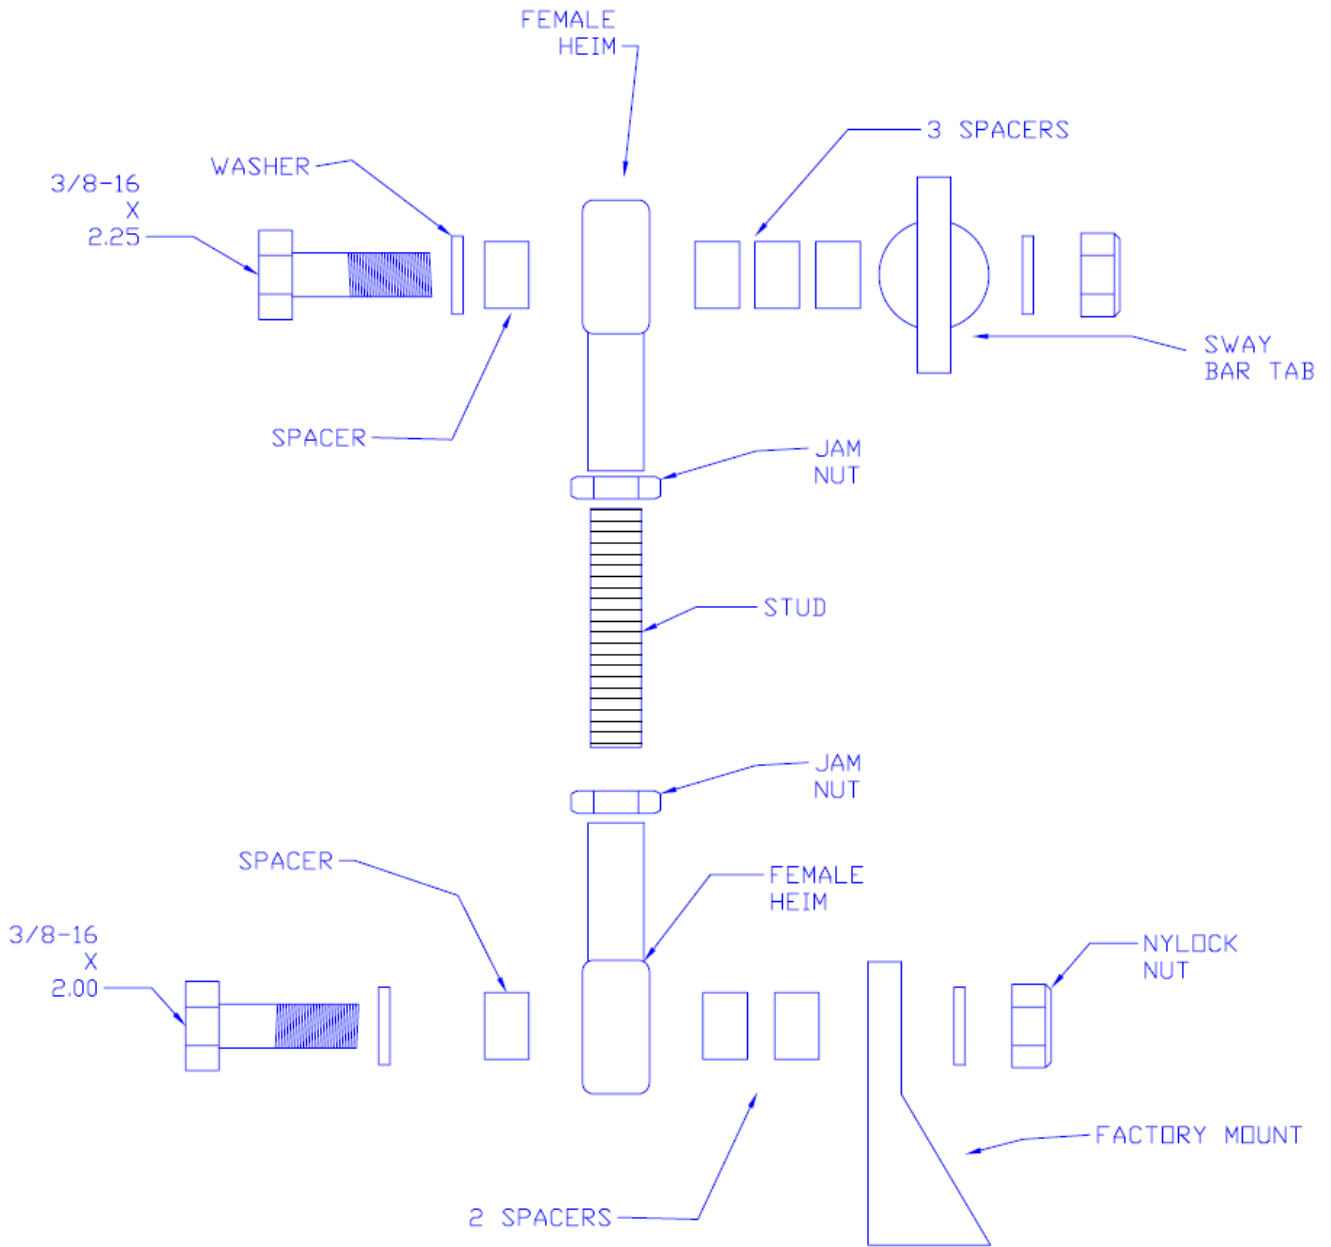 FEMALE
HEIM
3 SPACERS
WASHER
3/8-16
X
2.25
SWAY
BAR TAB
SPACER
JAM
NUT
STUD
JAM
NUT
SPACER
FEMALE
HEIM
3/8-16
X
2.00
NYLOCK
NUT
FACTORY MOUNT
2 SPACERS